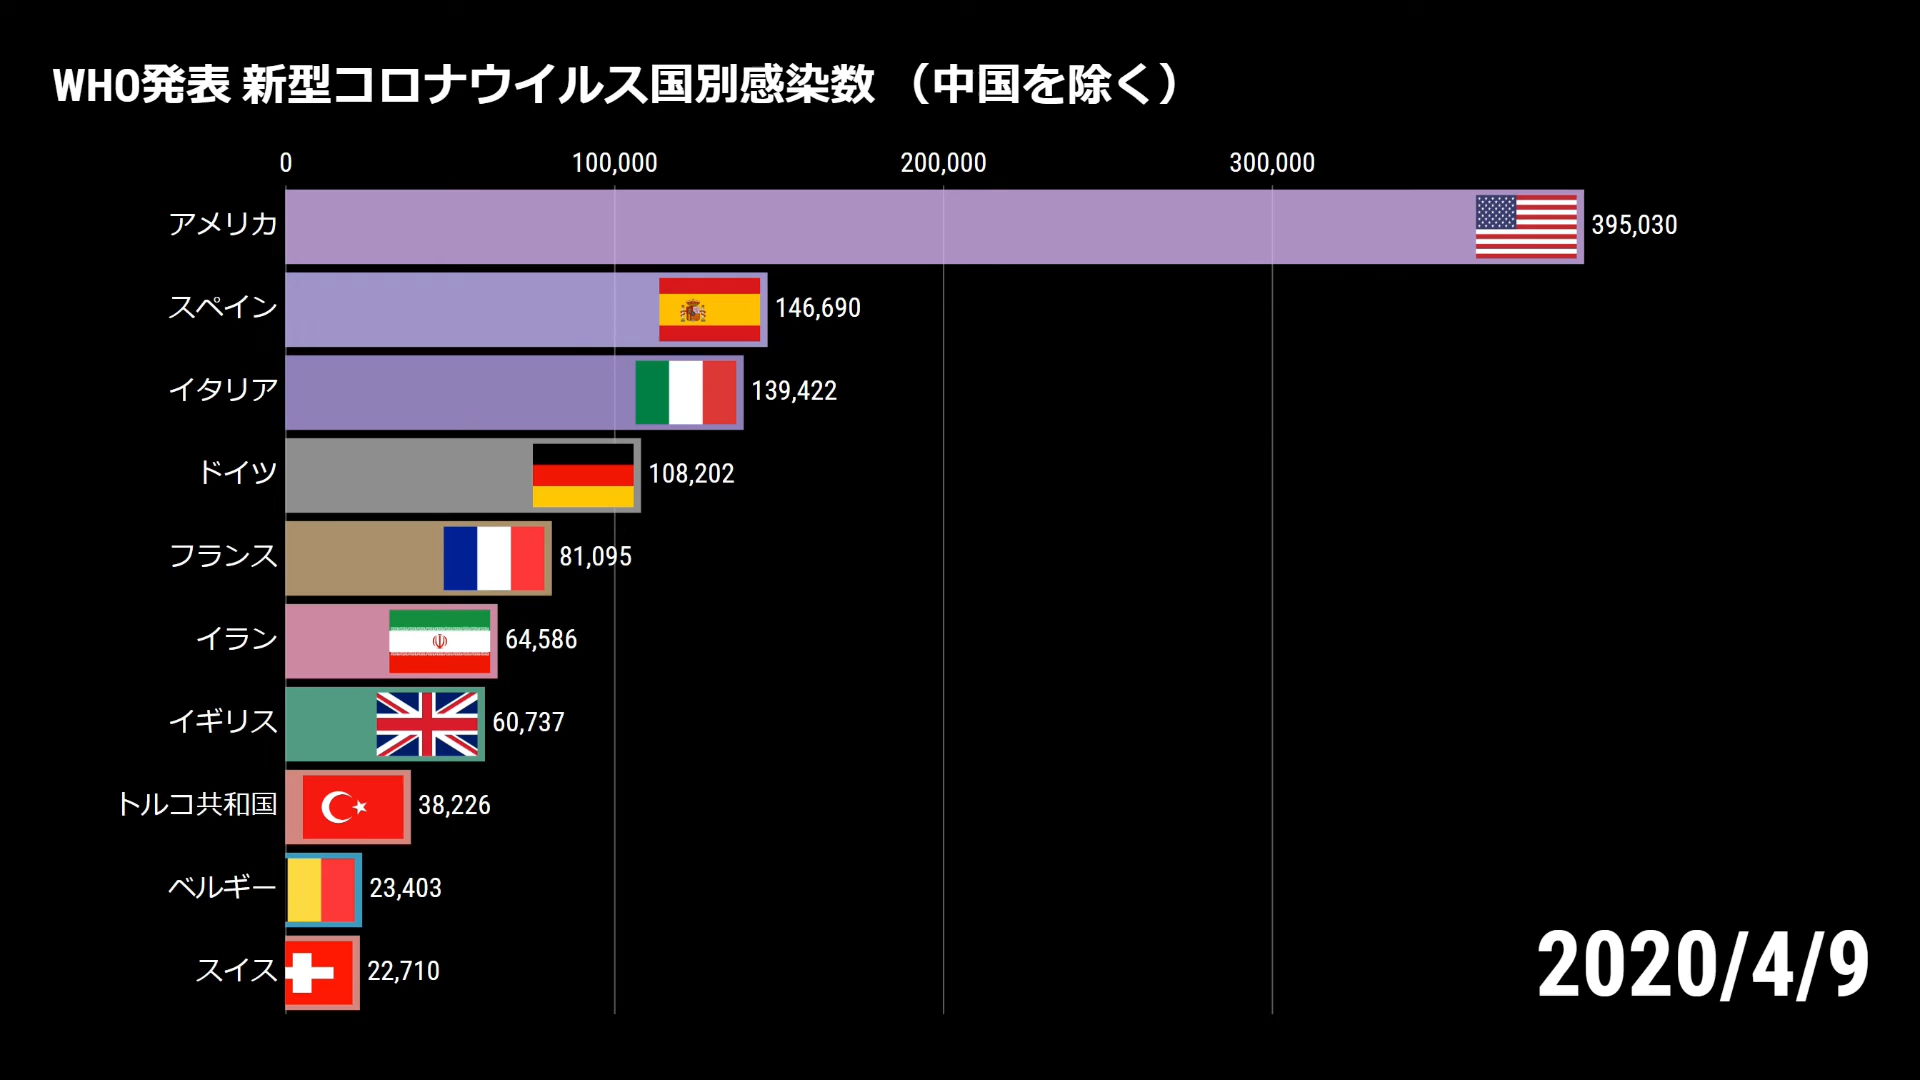 WHO発表 新型コロナウイルス国別感染数 （中国を除く）
0 100,000 200,000 300,000
アメリカ 395,030
スペイン 146,690
イタリア 139,422
ドイツ 108,202
フランス 81,095
イラン 64,586
イギリス 60,737
トルコ共和国 38,226
ベルギー 23,403
スイス 22,710
2020/4/9